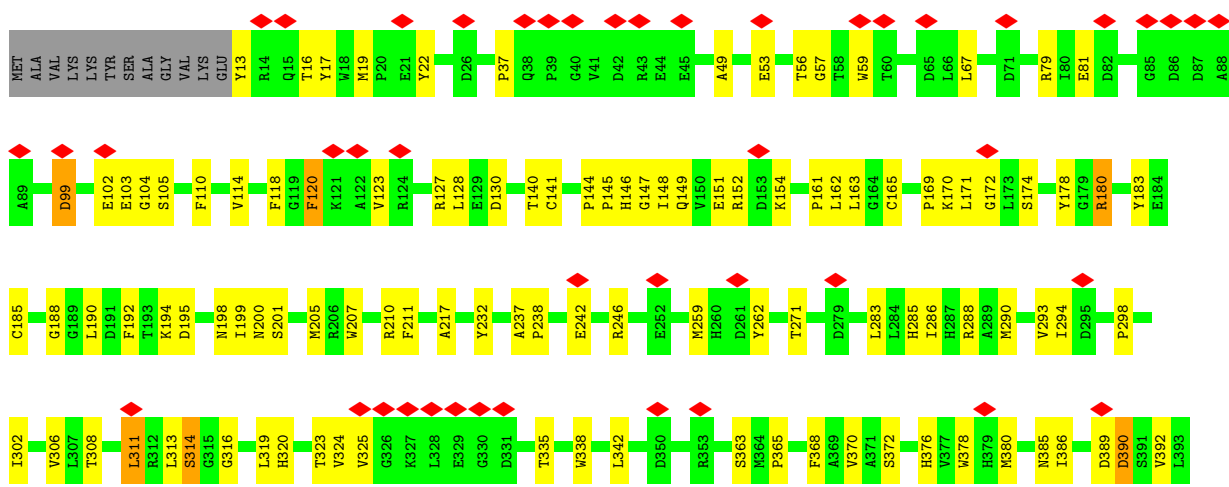 MET ALA VAL LYS LYS TYR SER ALA GLY VAL LYS GLU Y13 R14 Q15 T16 Y17 W18 M19 P20 E21 Y22 D26 P37 Q38 P39 G40 V41 D42 R43 E44 E45 A49 E53 T56 G57 T58 W59 T60 D65 L66 L67 D71 R79 I80 E81 D82 G85 D86 D87 A88
A89 D99 E102 E103 G104 S105 F110 V114 F118 G119 F120 K121 A122 V123 R124 R127 L128 E129 D130 T140 C141 P144 P145 H146 G147 I148 Q149 V150 E151 R152 D153 K154 P161 L162 L163 G164 C165 P169 K170 L171 G172 L173 S174 Y178 G179 R180 Y183 E184
C185 G188 G189 L190 D191 F192 T193 K194 D195 N198 I199 N200 S201 M205 R206 W207 R210 F211 A217 Y232 A237 P238 E242 R246 E252 M259 H260 D261 Y262 T271 D279 L283 L284 H285 I286 H287 R288 A289 M290 V293 I294 D295 P298
I302 V306 L307 T308 L311 R312 L313 S314 G315 G316 L319 H320 T323 V324 V325 G326 K327 L328 E329 G330 D331 T335 W338 L342 D350 R353 S363 M364 P365 F368 A369 V370 A371 S372 H376 V377 W378 H379 M380 N385 I386 D389 D390 S391 V392 L393